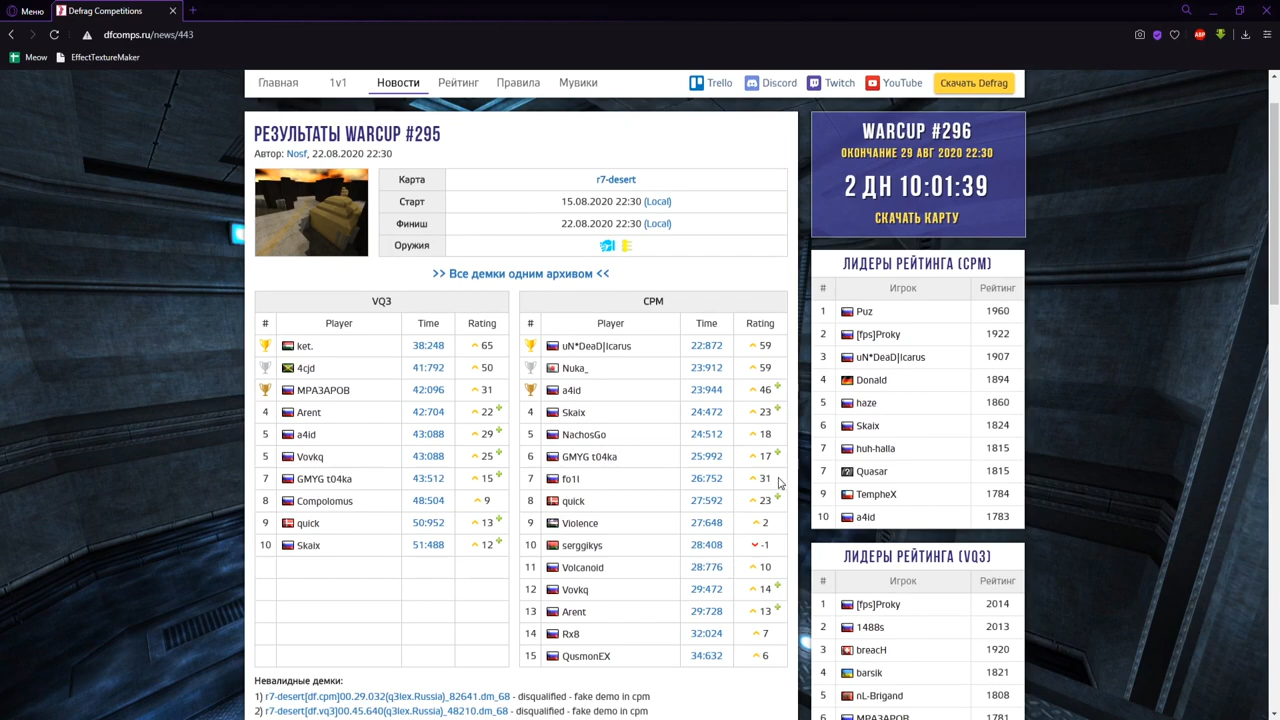 Меню
Defrag Competitions
dfcomps.ru/news/443
ABP
Meow
EffectTextureMaker
Главная 1v1 Новости Рейтинг Правила Мувики Trello Discord Twitch YouTube Скачать Defrag
РЕЗУЛЬТАТЫ WARCUP #295
Автор: Nosf, 22.08.2020 22:30
Карта r7-desert
Старт 15.08.2020 22:30 (Local)
Финиш 22.08.2020 22:30 (Local)
Оружия
>> Все демки одним архивом <<
VQ3
# Player Time Rating
ket. 38:248 65
4cjd 41:792 50
МРАЗАРОВ 42:096 31
4 Arent 42:704 22
5 a4id 43:088 29
6 Vovkq 43:088 25
7 GMYG t04ka 43:512 15
8 Compolomus 48:504 9
9 quick 50:952 13
10 Skaix 51:488 12
CPM
# Player Time Rating
uN*DeaD|Icarus 22:872 59
Nuka_ 23:912 59
a4id 23:944 46
4 Skaix 24:472 23
5 NachosGo 24:512 18
6 GMYG t04ka 25:992 17
7 fo1l 26:752 31
8 quick 27:592 23
9 Violence 27:648 2
10 serggikys 28:408 -1
11 Volcanoid 28:776 10
12 Vovkq 29:472 14
13 Arent 29:728 13
14 Rx8 32:024 7
15 QusmonEX 34:632 6
Невалидные демки:
1) r7-desert[df.cpm]00.29.032(q3lex.Russia)_82641.dm_68 - disqualified - fake demo in cpm
2) r7-desert[df.vq3]00.45.640(q3lex.Russia)_48210.dm_68 - disqualified - fake demo in cpm
WARCUP #296
ОКОНЧАНИЕ 29 АВГ 2020 22:30
2 ДН 10:01:39
СКАЧАТЬ КАРТУ
ЛИДЕРЫ РЕЙТИНГА (CPM)
# Игрок Рейтинг
1 Puz 1960
2 [fps]Proky 1922
3 uN*DeaD|Icarus 1907
4 Donald 1894
5 haze 1860
6 Skaix 1824
7 huh-halla 1815
7 Quasar 1815
9 TempheX 1784
10 a4id 1783
ЛИДЕРЫ РЕЙТИНГА (VQ3)
# Игрок Рейтинг
1 [fps]Proky 2014
2 1488s 2013
3 breacH 1920
4 barsik 1821
5 nL-Brigand 1808
6 МРАЗАРОВ 1781